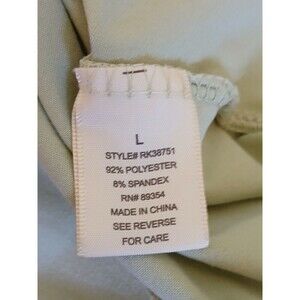 L
STYLE# RK38751
92% POLYESTER
8% SPANDEX
RN# 89354
MADE IN CHINA
SEE REVERSE
FOR CARE